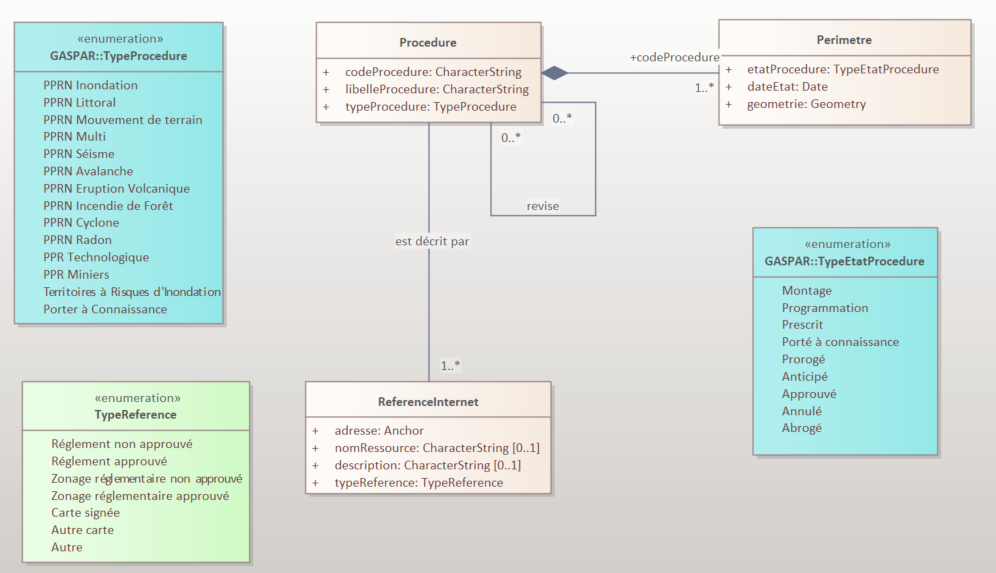 «enumeration»
GASPAR::TypeProcedure
PPRN Inondation
PPRN Littoral
PPRN Mouvement de terrain
PPRN Multi
PPRN Séisme
PPRN Avalanche
PPRN Eruption Volcanique
PPRN Incendie de Forêt
PPRN Cyclone
PPRN Radon
PPR Technologique
PPR Miniers
Territoires à Risques d'Inondation
Porter à Connaissance
Procedure
+ codeProcedure: CharacterString
+ libelleProcedure: CharacterString
+ typeProcedure: TypeProcedure
+codeProcedure
1..*
Perimetre
+ etatProcedure: TypeEtatProcedure
+ dateEtat: Date
+ geometrie: Geometry
0..*
0..*
revise
est décrit par
1..*
«enumeration»
GASPAR::TypeEtatProcedure
Montage
Programmation
Prescrit
Porté à connaissance
Prorogé
Anticipé
Approuvé
Annulé
Abrogé
«enumeration»
TypeReference
Réglement non approuvé
Réglement approuvé
Zonage réglementaire non approuvé
Zonage réglementaire approuvé
Carte signée
Autre carte
Autre
ReferenceInternet
+ adresse: Anchor
+ nomRessource: CharacterString [0..1]
+ description: CharacterString [0..1]
+ typeReference: TypeReference